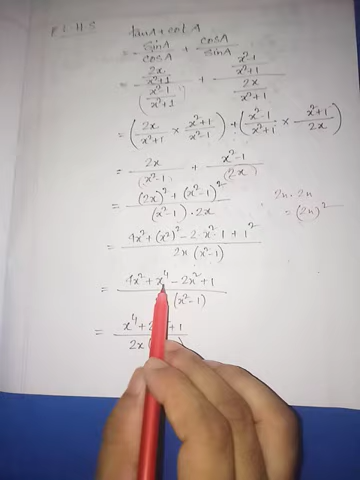 L.H.S tanA + cotA
= sinA/cosA + cosA/sinA
= (2x/x²+1)/(x²-1/x²+1) + (x²-1/x²+1)/(2x/x²+1)
= (2x/x²+1 × x²+1/x²-1) + (x²-1/x²+1 × x²+1/2x)
= 2x/(x²-1) + x²-1/(2x)
= (2x)² + (x²-1)²/(x²-1)·2x 2x·2x
= (2x)²
= 4x² + (x²)² - 2·x²·1 + 1²/2x(x²-1)
= 4x² + x⁴ - 2x² + 1/(x²-1)
= x⁴ + 2 + 1/2x(